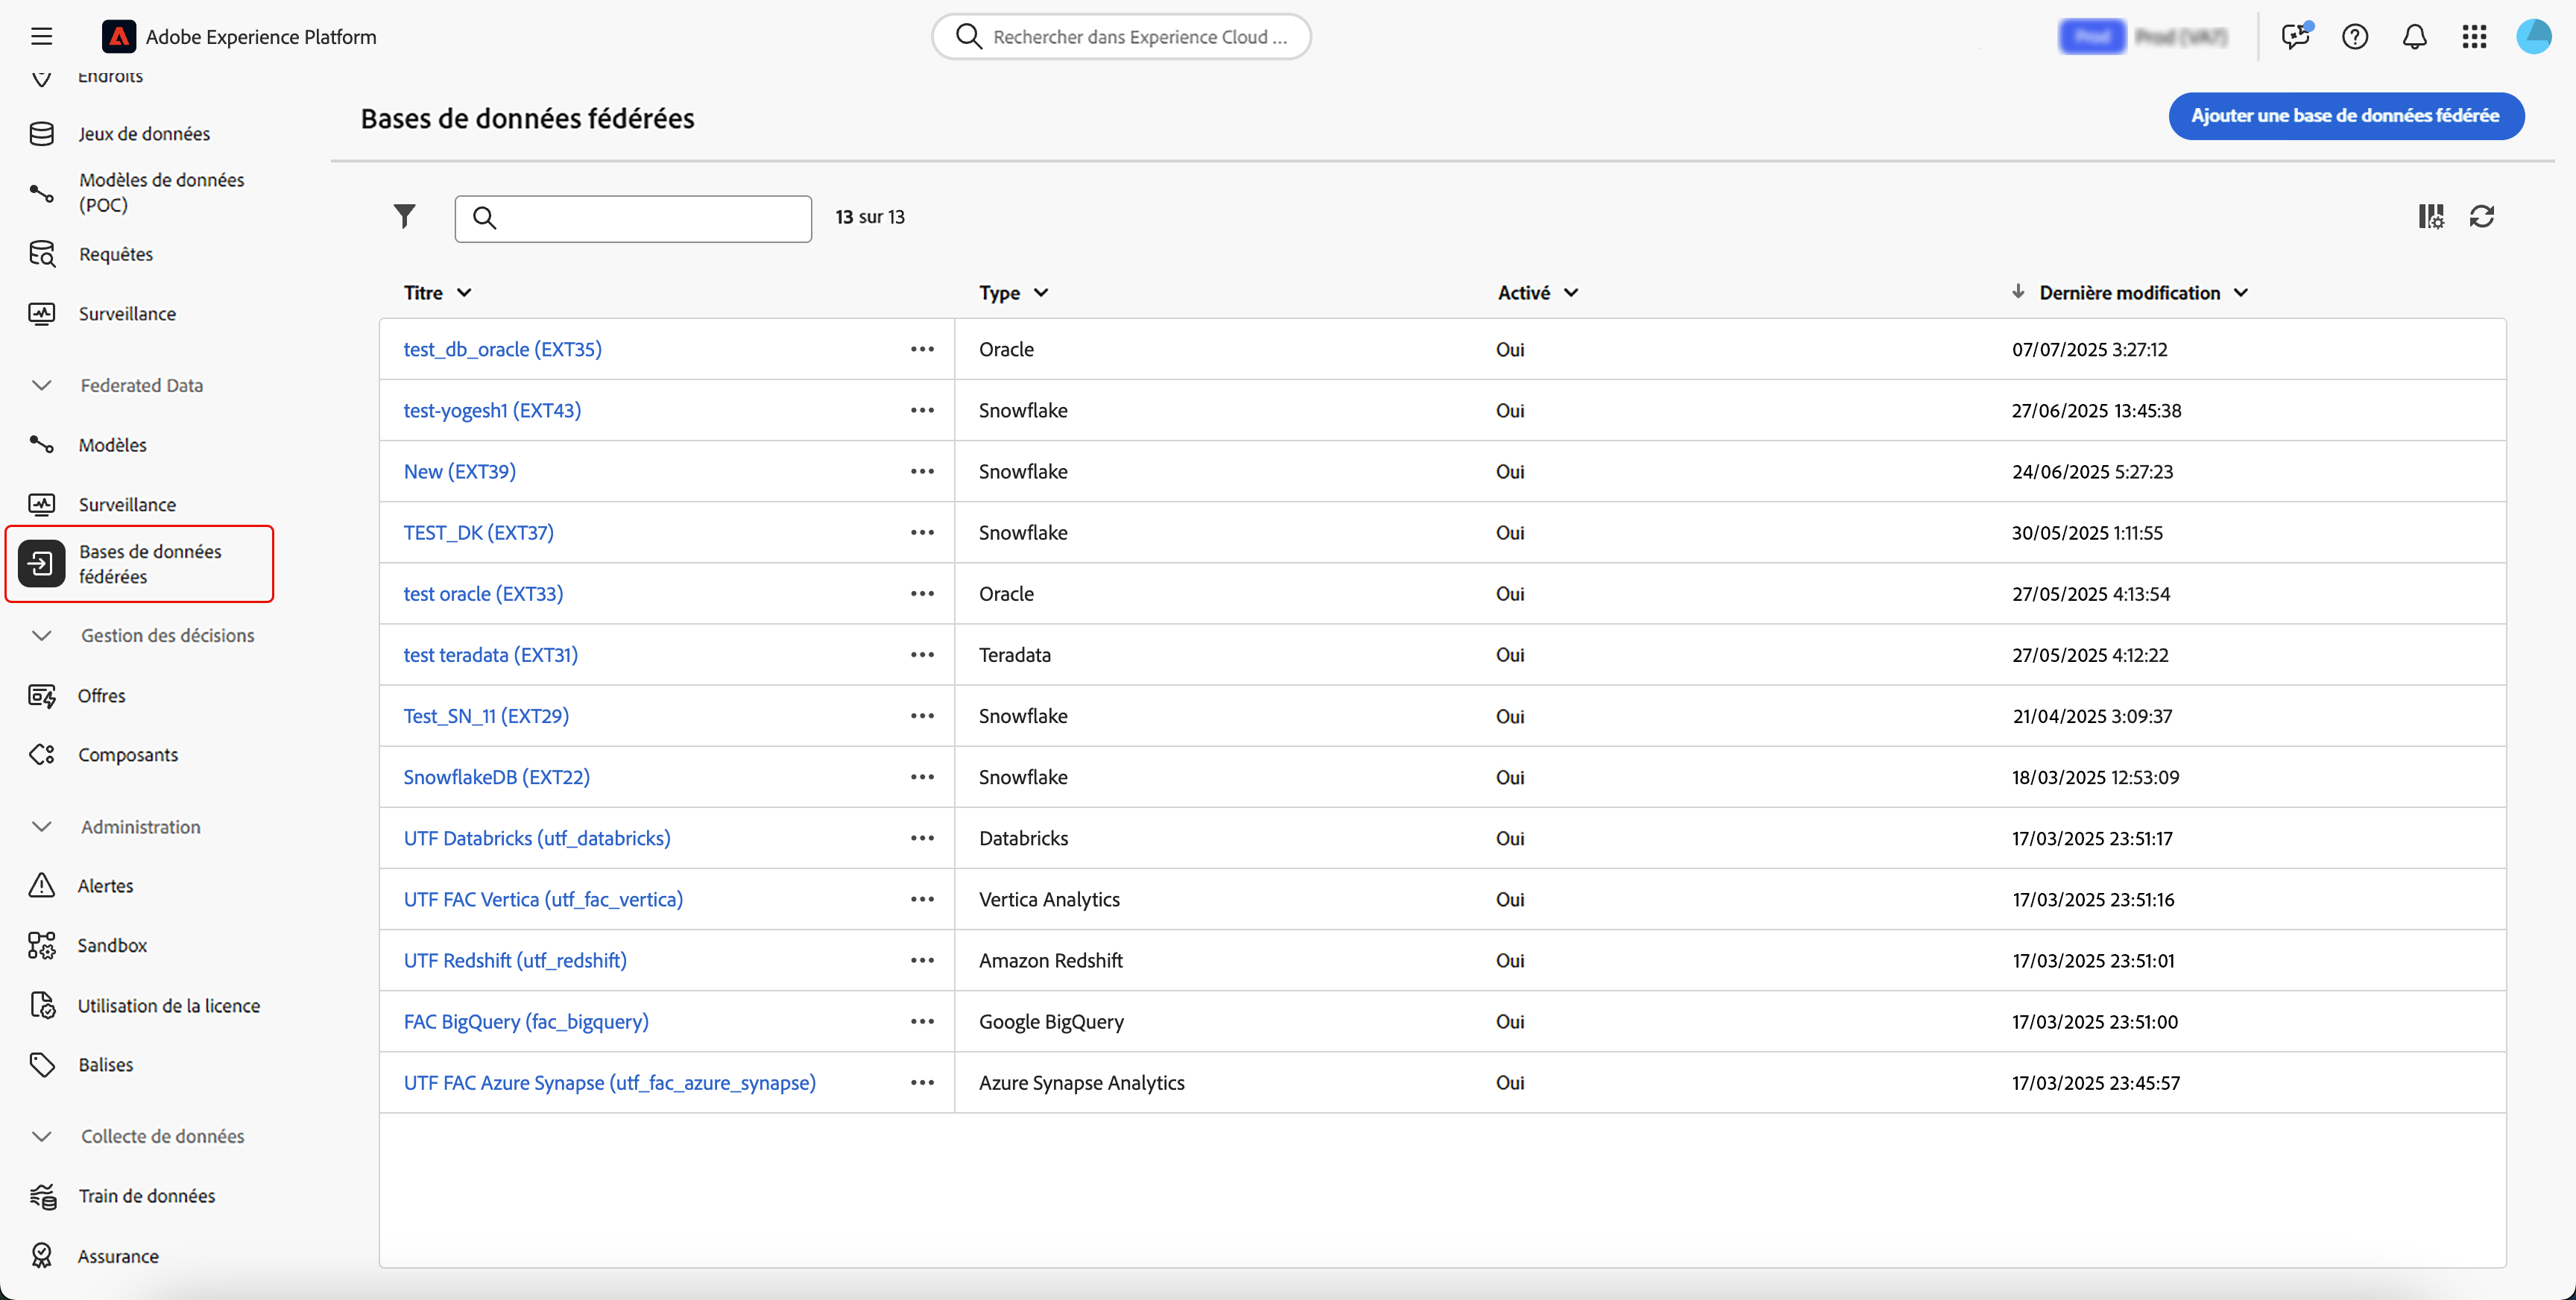 Adobe Experience Platform
Rechercher dans Experience Cloud ...
Endroits
Jeux de données
Modèles de données
(POC)
Requêtes
Surveillance
Federated Data
Modèles
Surveillance
Bases de données
fédérées
Gestion des décisions
Offres
Composants
Administration
Alertes
Sandbox
Utilisation de la licence
Balises
Collecte de données
Train de données
Assurance
Bases de données fédérées
Ajouter une base de données fédérée
13 sur 13
Titre Type Activé Dernière modification
test_db_oracle (EXT35) Oracle Oui 07/07/2025 3:27:12
test-yogesh1 (EXT43) Snowflake Oui 27/06/2025 13:45:38
New (EXT39) Snowflake Oui 24/06/2025 5:27:23
TEST_DK (EXT37) Snowflake Oui 30/05/2025 1:11:55
test oracle (EXT33) Oracle Oui 27/05/2025 4:13:54
test teradata (EXT31) Teradata Oui 27/05/2025 4:12:22
Test_SN_11 (EXT29) Snowflake Oui 21/04/2025 3:09:37
SnowflakeDB (EXT22) Snowflake Oui 18/03/2025 12:53:09
UTF Databricks (utf_databricks) Databricks Oui 17/03/2025 23:51:17
UTF FAC Vertica (utf_fac_vertica) Vertica Analytics Oui 17/03/2025 23:51:16
UTF Redshift (utf_redshift) Amazon Redshift Oui 17/03/2025 23:51:01
FAC BigQuery (fac_bigquery) Google BigQuery Oui 17/03/2025 23:51:00
UTF FAC Azure Synapse (utf_fac_azure_synapse) Azure Synapse Analytics Oui 17/03/2025 23:45:57